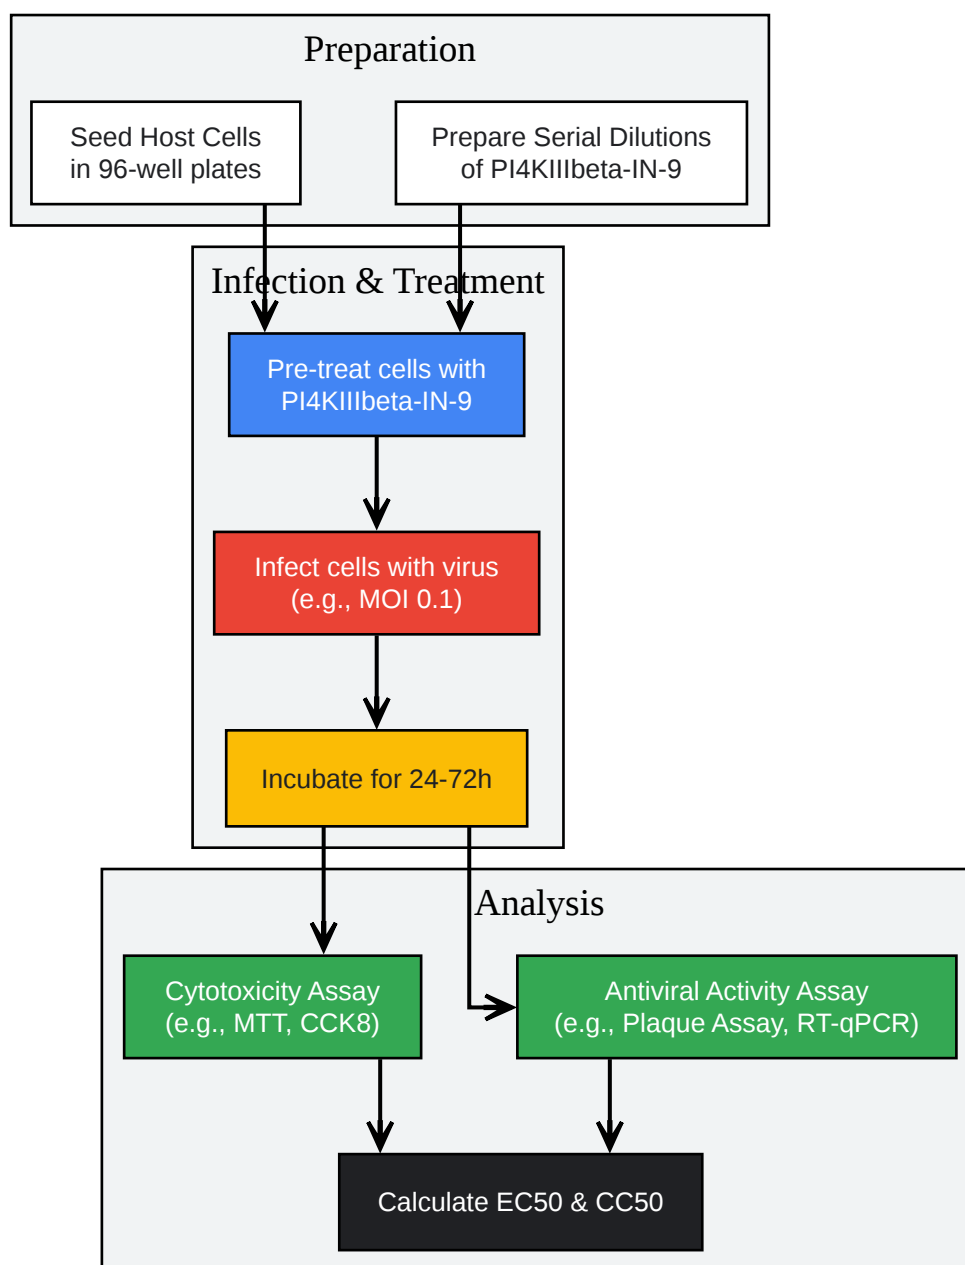 Preparation
Seed Host Cells
in 96-well plates
Prepare Serial Dilutions
of PI4KIIIbeta-IN-9
Infection & Treatment
Pre-treat cells with
PI4KIIIbeta-IN-9
Infect cells with virus
(e.g., MOI 0.1)
Incubate for 24-72h
Analysis
Cytotoxicity Assay
(e.g., MTT, CCK8)
Antiviral Activity Assay
(e.g., Plaque Assay, RT-qPCR)
Calculate EC50 & CC50